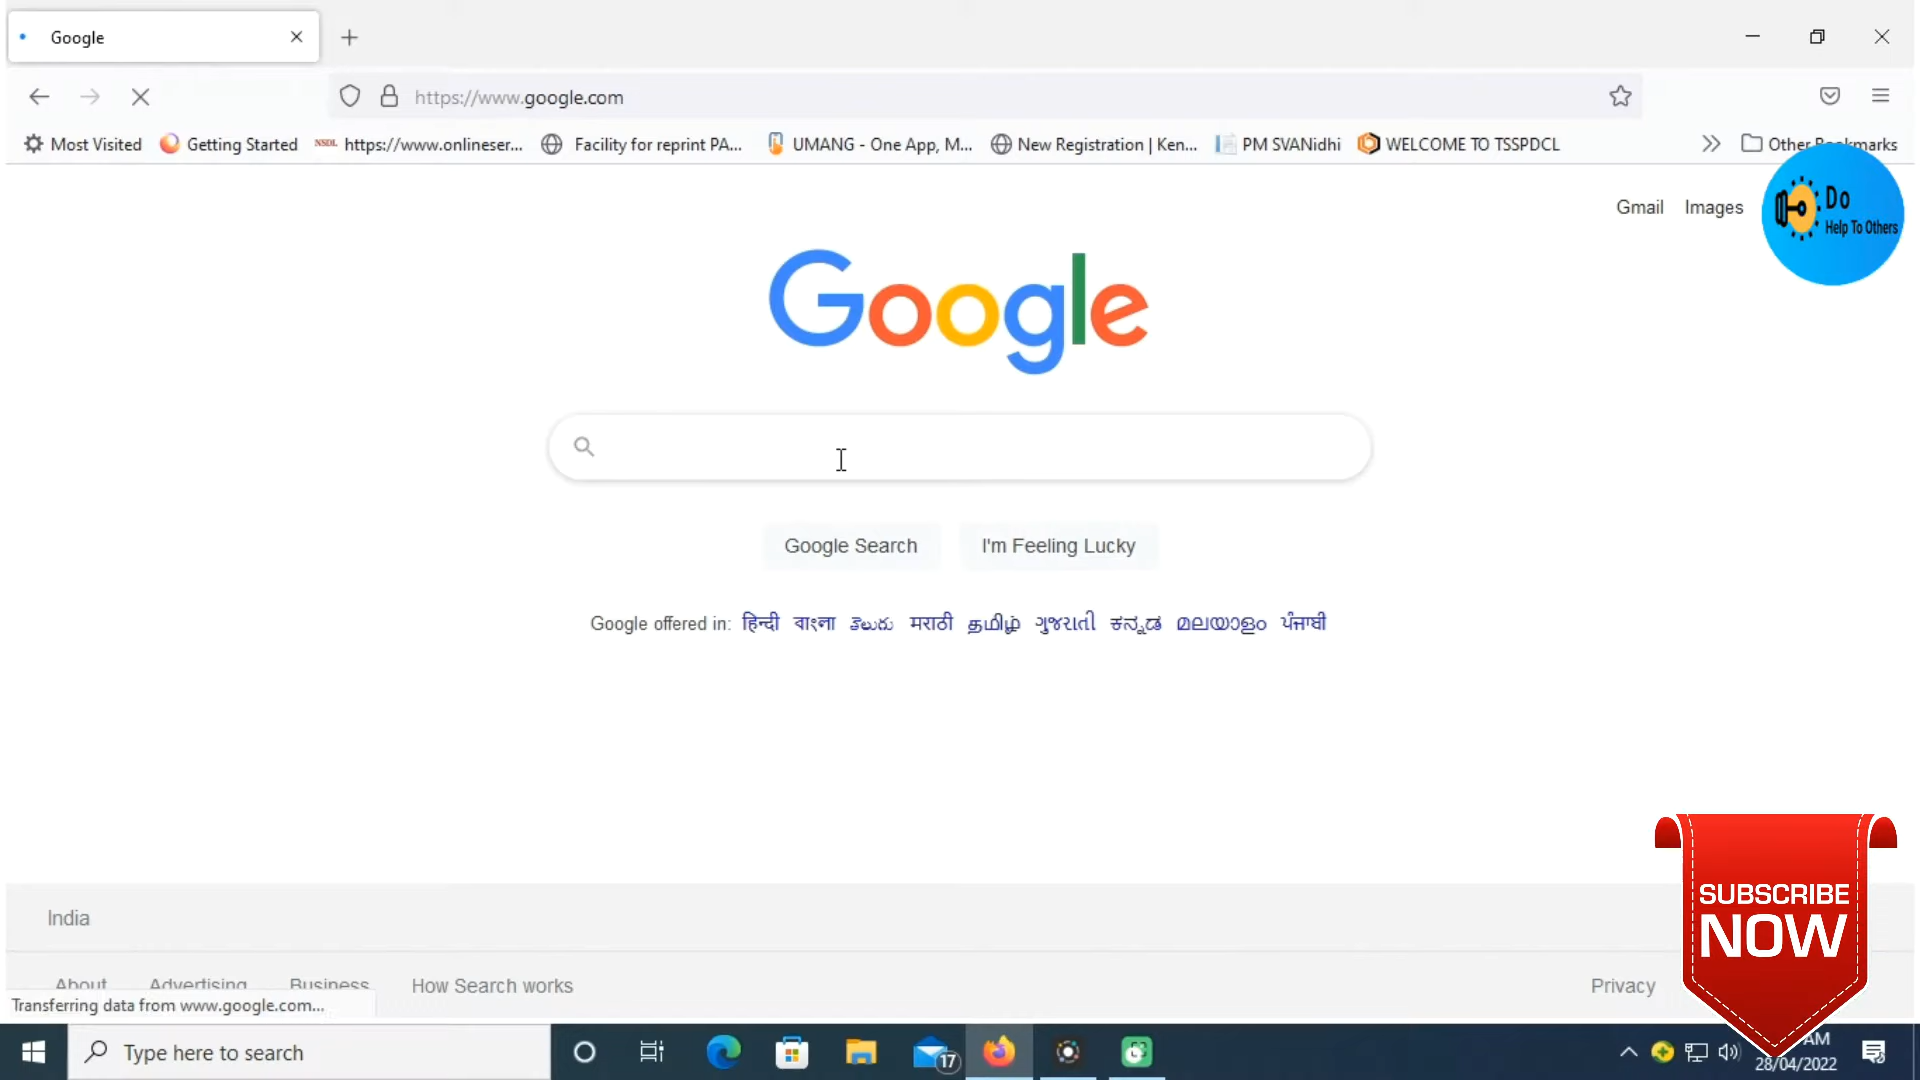 Google
https://www.google.com
Most Visited Getting Started NSDL https://www.onlineser... Facility for reprint PA... UMANG - One App, M... New Registration | Ken... PM SVANidhi WELCOME TO TSSPDCL Other Bookmarks
Gmail Images
Do
Help To Others
Google
Google Search I'm Feeling Lucky
Google offered in: हिन्दी বাংলা తెలుగు मराठी தமிழ் ગુજરાતી ಕನ್ನಡ മലയാളം ਪੰਜਾਬੀ
India
SUBSCRIBE
NOW
About Advertising Business How Search works Privacy
Transferring data from www.google.com...
Type here to search
17
AM
28/04/2022